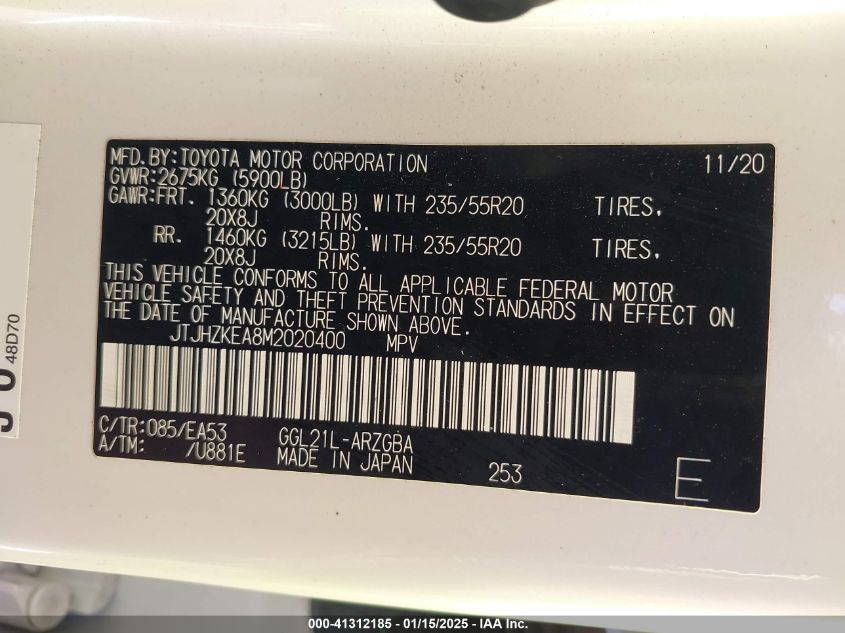 MFD.BY:TOYOTA MOTOR CORPORATION 11/20
GVWR:2675KG (5900LB)
GAWR:FRT. 1360KG (3000LB) WITH 235/55R20 TIRES,
20X8J RIMS.
RR. 1460KG (3215LB) WITH 235/55R20 TIRES,
20X8J RIMS.
THIS VEHICLE CONFORMS TO ALL APPLICABLE FEDERAL MOTOR
VEHICLE SAFETY AND THEFT PREVENTION STANDARDS IN EFFECT ON
THE DATE OF MANUFACTURE SHOWN ABOVE.
JTJHZKEA8M2020400 MPV
C/TR:085/EA53 GGL21L-ARZGBA
A/TM: /U881E MADE IN JAPAN 253 E
48D70
000-41312185 - 01/15/2025 - IAA Inc.